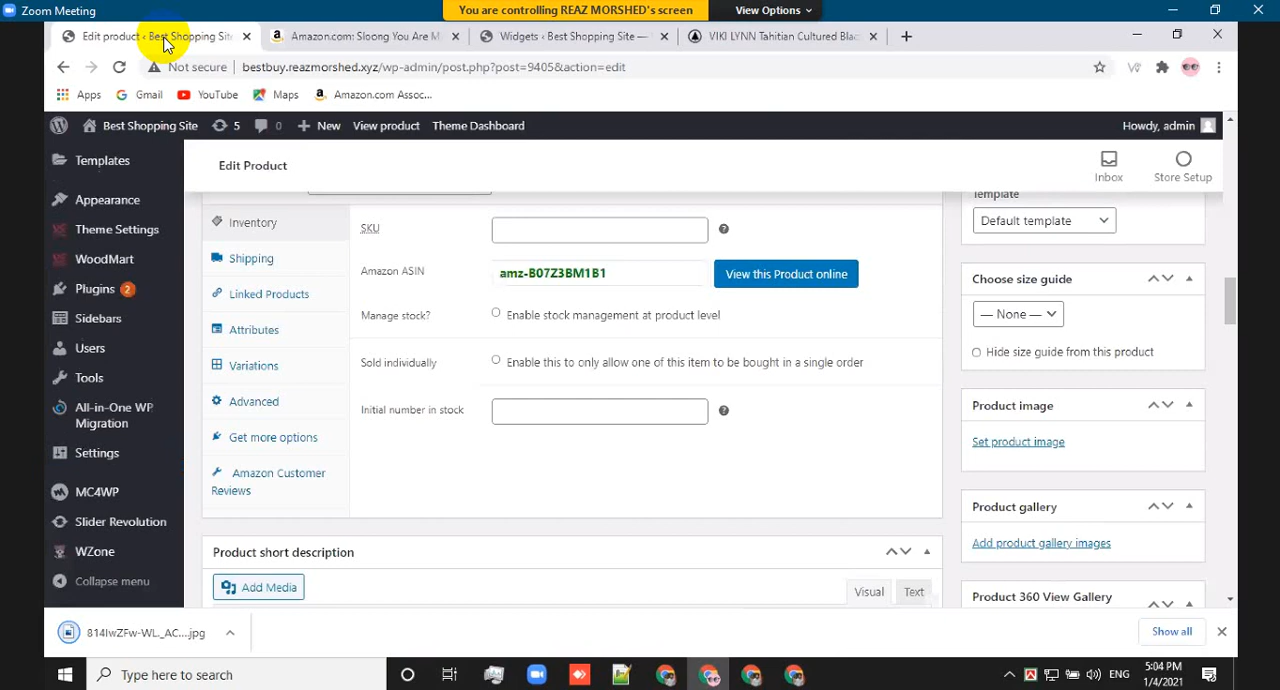 Zoom Meeting
You are controlling REAZ MORSHED's screen
View Options
Edit product ‹ Best Shopping Site
Amazon.com: Sloong You Are M
Widgets ‹ Best Shopping Site —
VIKI LYNN Tahitian Cultured Blac
Not secure
bestbuy.reazmorshed.xyz/wp-admin/post.php?post=9405&action=edit
Apps
Gmail
YouTube
Maps
Amazon.com Assoc...
Best Shopping Site
5
0
New
View product
Theme Dashboard
Howdy, admin
Templates
Appearance
Theme Settings
WoodMart
Plugins 2
Sidebars
Users
Tools
All-in-One WP
Migration
Settings
MC4WP
Slider Revolution
WZone
Collapse menu
Edit Product
Inbox
Store Setup
Inventory
Shipping
Linked Products
Attributes
Variations
Advanced
Get more options
Amazon Customer
Reviews
SKU
Amazon ASIN
amz-B07Z3BM1B1
View this Product online
Manage stock?
Enable stock management at product level
Sold individually
Enable this to only allow one of this item to be bought in a single order
Initial number in stock
Product short description
Add Media
Visual
Text
Template
Default template
Choose size guide
— None —
Hide size guide from this product
Product image
Set product image
Product gallery
Add product gallery images
Product 360 View Gallery
814IwZFw-WL._AC....jpg
Show all
Type here to search
ENG
5:04 PM
1/4/2021